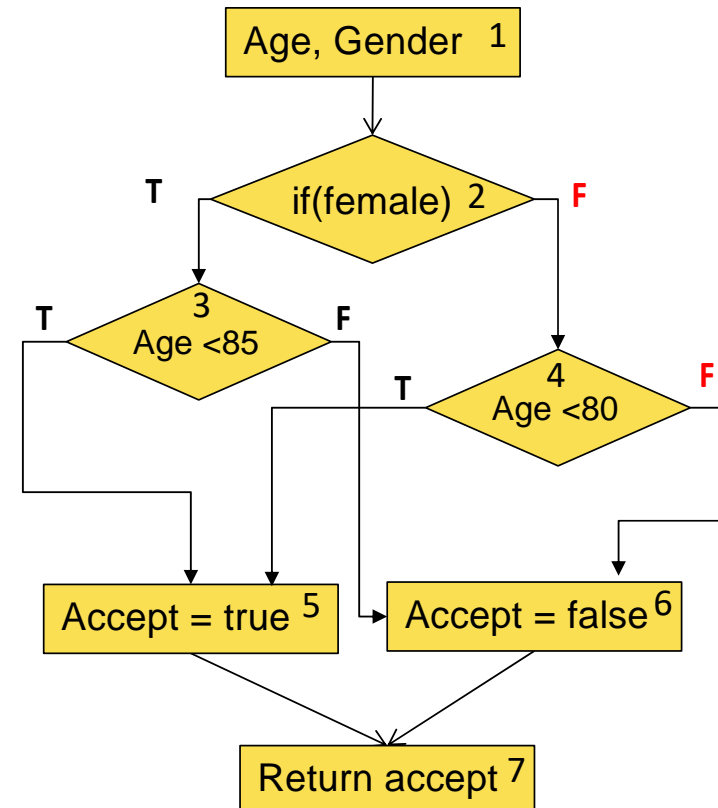 Age, Gender 1
T
if(female) 2
F
T
3
Age <85
F
T
4
Age <80
F
Accept = true 5
Accept = false 6
Return accept 7